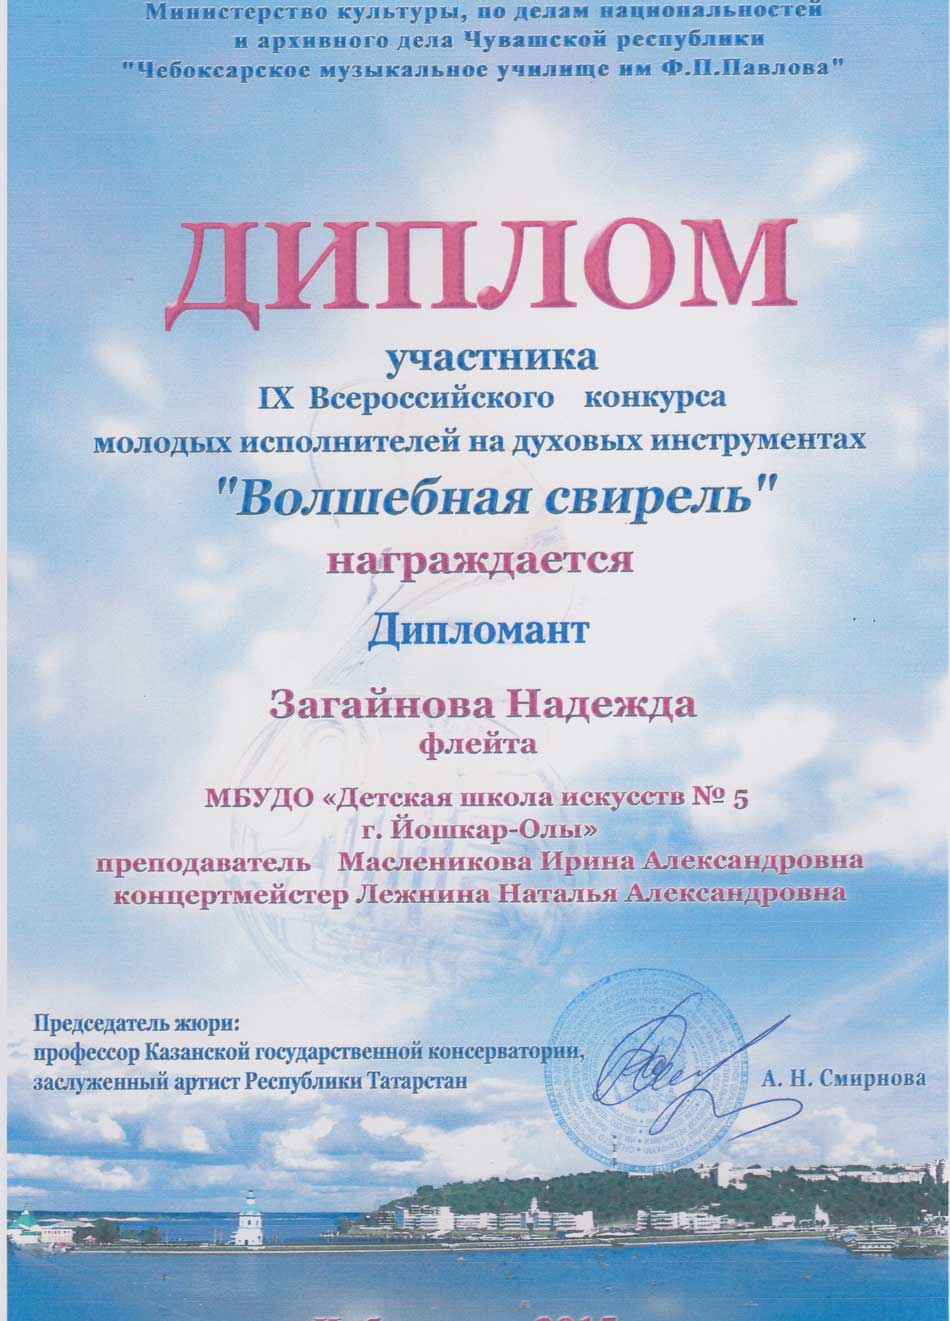 Министерство культуры, по делам национальностей
и архивного дела Чувашской республики
"Чебоксарское музыкальное училище им Ф.П.Павлова"
ДИПЛОМ
участника
IX Всероссийского конкурса
молодых исполнителей на духовых инструментах
"Волшебная свирель"
награждается
Дипломант
Загайнова Надежда
флейта
МБУДО «Детская школа искусств № 5
г. Йошкар-Олы»
преподаватель Масленикова Ирина Александровна
концертмейстер Лежнина Наталья Александровна
Председатель жюри:
профессор Казанской государственной консерватории,
заслуженный артист Республики Татарстан
А. Н. Смирнова